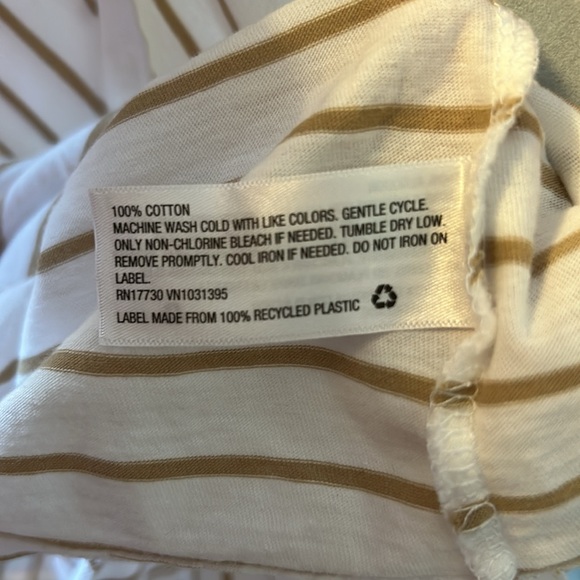 100% COTTON
MACHINE WASH COLD WITH LIKE COLORS. GENTLE CYCLE.
ONLY NON-CHLORINE BLEACH IF NEEDED. TUMBLE DRY LOW.
REMOVE PROMPTLY. COOL IRON IF NEEDED. DO NOT IRON ON
LABEL.
RN17730 VN1031395
LABEL MADE FROM 100% RECYCLED PLASTIC